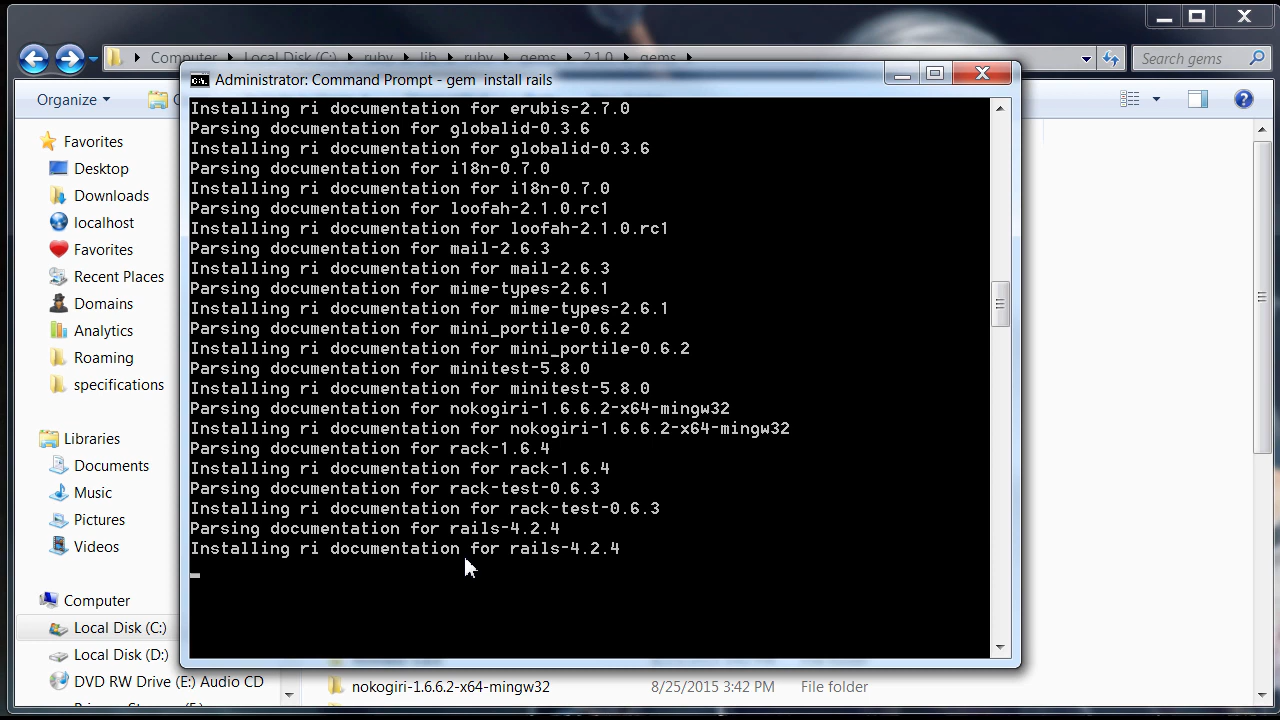 Computer Local Disk (C:) ruby lib ruby gems 2.1.0 gems
Search gems
Administrator: Command Prompt - gem install rails
Organize
Favorites
Desktop
Downloads
localhost
Favorites
Recent Places
Domains
Analytics
Roaming
specifications
Libraries
Documents
Music
Pictures
Videos
Computer
Local Disk (C:)
Local Disk (D:)
DVD RW Drive (E:) Audio CD
Installing ri documentation for erubis-2.7.0
Parsing documentation for globalid-0.3.6
Installing ri documentation for globalid-0.3.6
Parsing documentation for i18n-0.7.0
Installing ri documentation for i18n-0.7.0
Parsing documentation for loofah-2.1.0.rc1
Installing ri documentation for loofah-2.1.0.rc1
Parsing documentation for mail-2.6.3
Installing ri documentation for mail-2.6.3
Parsing documentation for mime-types-2.6.1
Installing ri documentation for mime-types-2.6.1
Parsing documentation for mini_portile-0.6.2
Installing ri documentation for mini_portile-0.6.2
Parsing documentation for minitest-5.8.0
Installing ri documentation for minitest-5.8.0
Parsing documentation for nokogiri-1.6.6.2-x64-mingw32
Installing ri documentation for nokogiri-1.6.6.2-x64-mingw32
Parsing documentation for rack-1.6.4
Installing ri documentation for rack-1.6.4
Parsing documentation for rack-test-0.6.3
Installing ri documentation for rack-test-0.6.3
Parsing documentation for rails-4.2.4
Installing ri documentation for rails-4.2.4
nokogiri-1.6.6.2-x64-mingw32 8/25/2015 3:42 PM File folder